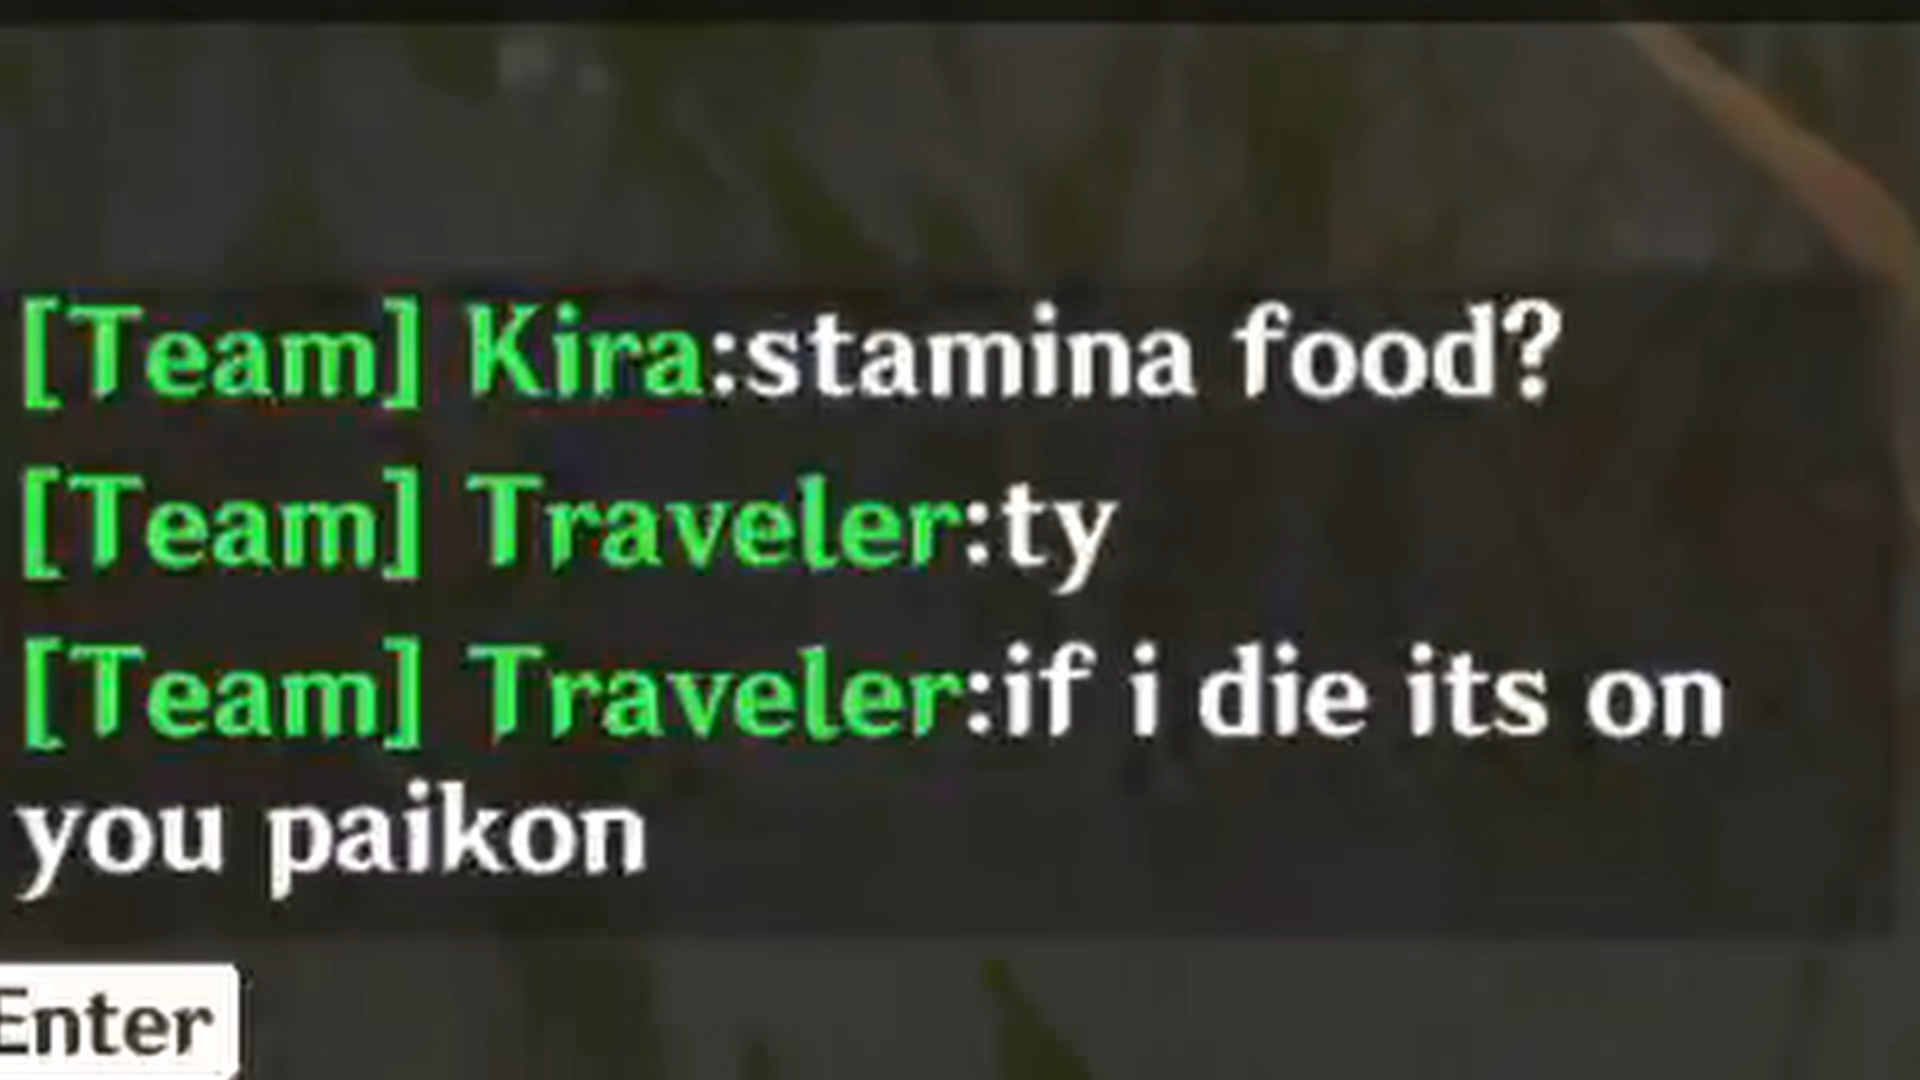 [Team] Kira:stamina food?
[Team] Traveler:ty
[Team] Traveler:if i die its on
you paikon
Enter